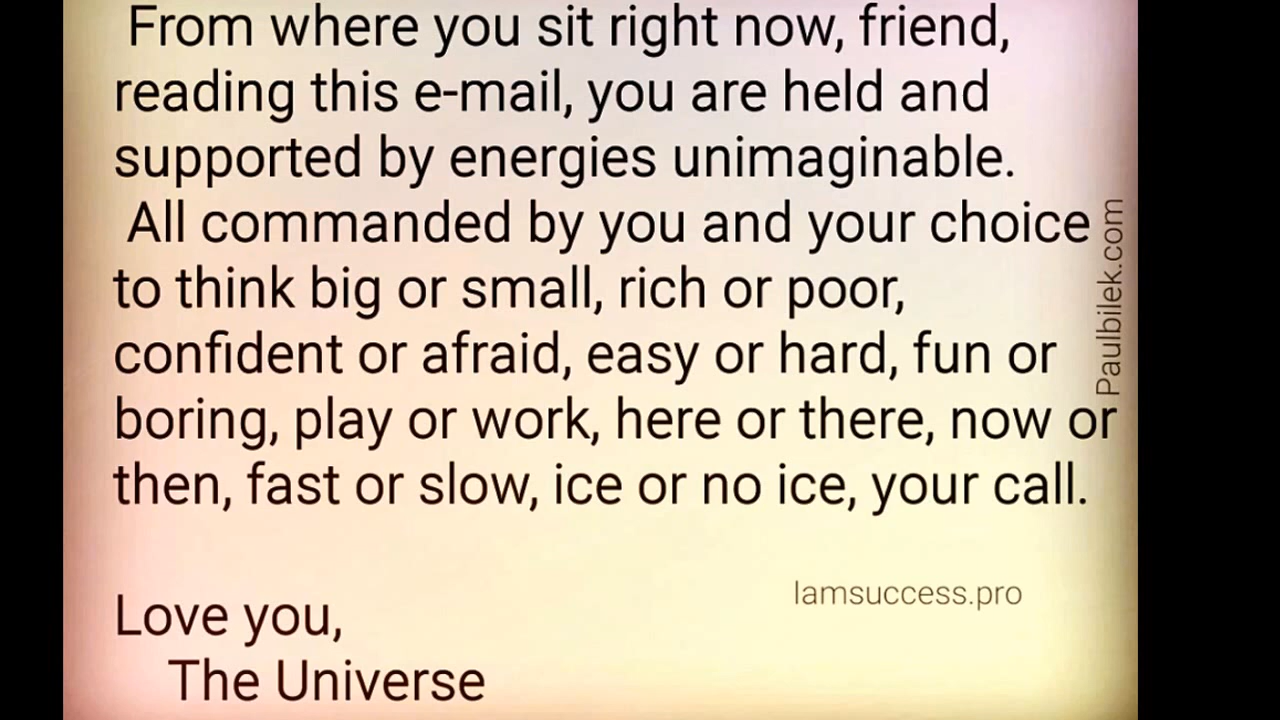 From where you sit right now, friend,
reading this e-mail, you are held and
supported by energies unimaginable.
All commanded by you and your choice
to think big or small, rich or poor,
confident or afraid, easy or hard, fun or
boring, play or work, here or there, now or
then, fast or slow, ice or no ice, your call.
Paulbilek.com
Iamsuccess.pro
Love you,
The Universe